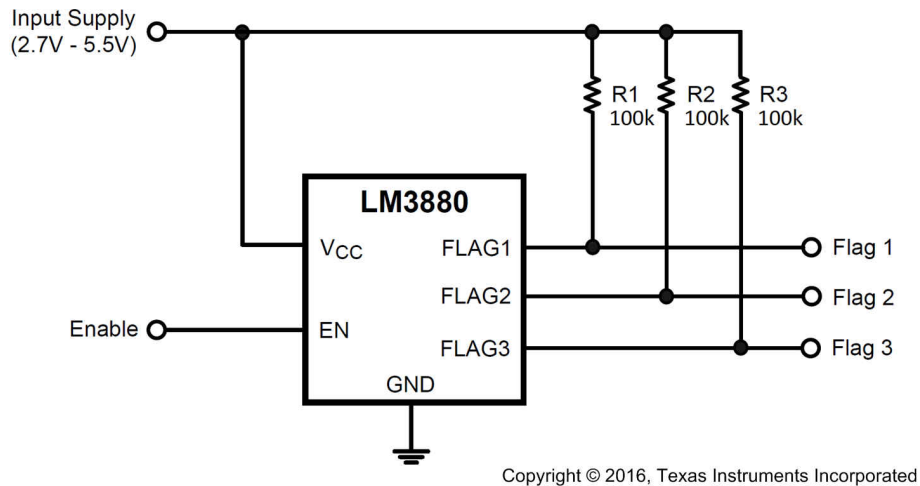 Input Supply
(2.7V - 5.5V)
R1
100k
R2
100k
R3
100k
LM3880
VCC
FLAG1
Flag 1
FLAG2
Flag 2
Enable
EN
FLAG3
Flag 3
GND
Copyright © 2016, Texas Instruments Incorporated